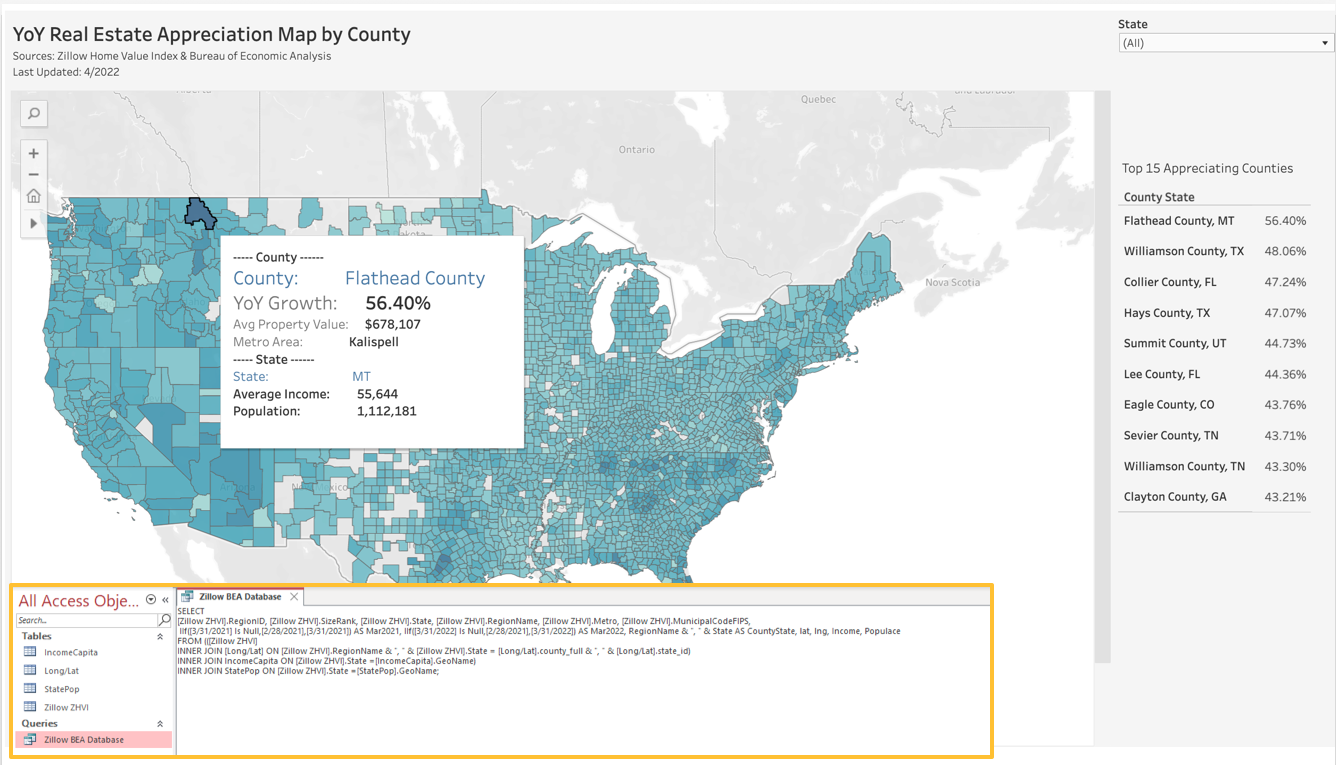 YoY Real Estate Appreciation Map by County
Sources: Zillow Home Value Index & Bureau of Economic Analysis
Last Updated: 4/2022
State
(All)
Quebec
Ontario
Nova Scotia
----- County ------
County: Flathead County
YoY Growth: 56.40%
Avg Property Value: $678,107
Metro Area: Kalispell
----- State ------
State: MT
Average Income: 55,644
Population: 1,112,181
Top 15 Appreciating Counties
County State
Flathead County, MT 56.40%
Williamson County, TX 48.06%
Collier County, FL 47.24%
Hays County, TX 47.07%
Summit County, UT 44.73%
Lee County, FL 44.36%
Eagle County, CO 43.76%
Sevier County, TN 43.71%
Williamson County, TN 43.30%
Clayton County, GA 43.21%
All Access Obje...
Search...
Tables
IncomeCapita
Long/Lat
StatePop
Zillow ZHVI
Queries
Zillow BEA Database
Zillow BEA Database
SELECT
[Zillow ZHVI].RegionID, [Zillow ZHVI].SizeRank, [Zillow ZHVI].State, [Zillow ZHVI].RegionName, [Zillow ZHVI].Metro, [Zillow ZHVI].MunicipalCodeFIPS,
IIf([3/31/2021] Is Null,[2/28/2021],[3/31/2021]) AS Mar2021, IIf([3/31/2022] Is Null,[2/28/2021],[3/31/2022]) AS Mar2022, RegionName & ", " & State AS CountyState, lat, lng, Income, Populace
FROM (([Zillow ZHVI]
INNER JOIN [Long/Lat] ON [Zillow ZHVI].RegionName & ", " & [Zillow ZHVI].State = [Long/Lat].county_full & ", " & [Long/Lat].state_id)
INNER JOIN IncomeCapita ON [Zillow ZHVI].State =[IncomeCapita].GeoName)
INNER JOIN StatePop ON [Zillow ZHVI].State =[StatePop].GeoName;